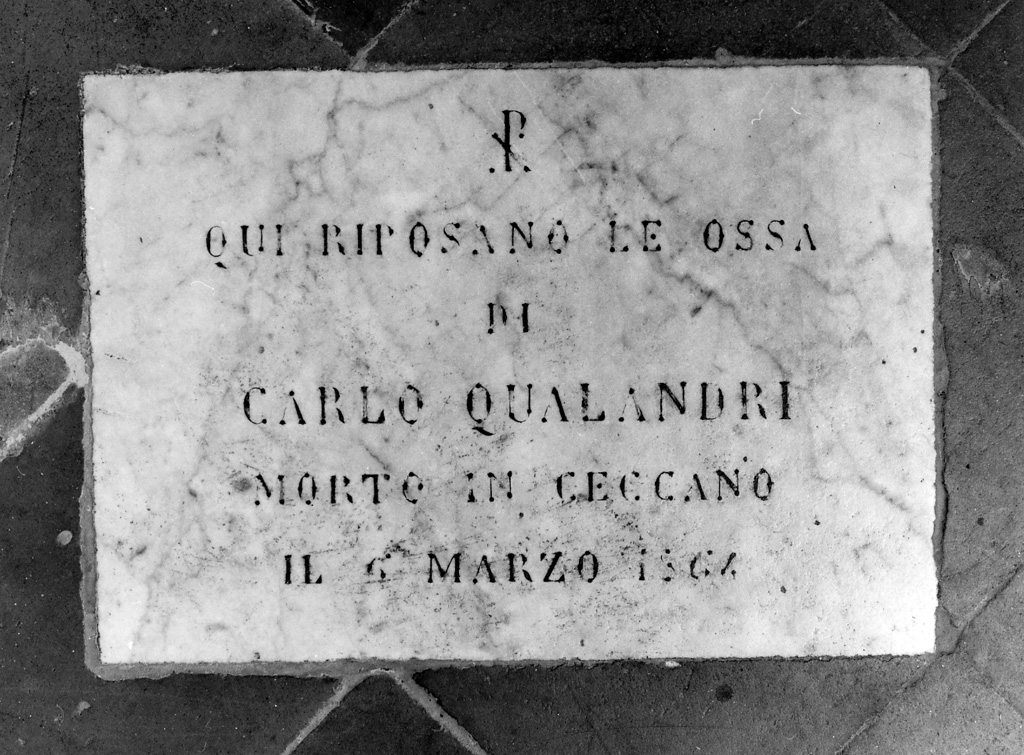 ☧
QUI RIPOSANO LE OSSA
DI
CARLO QUALANDRI
MORTO IN CECCANO
IL 6 MARZO